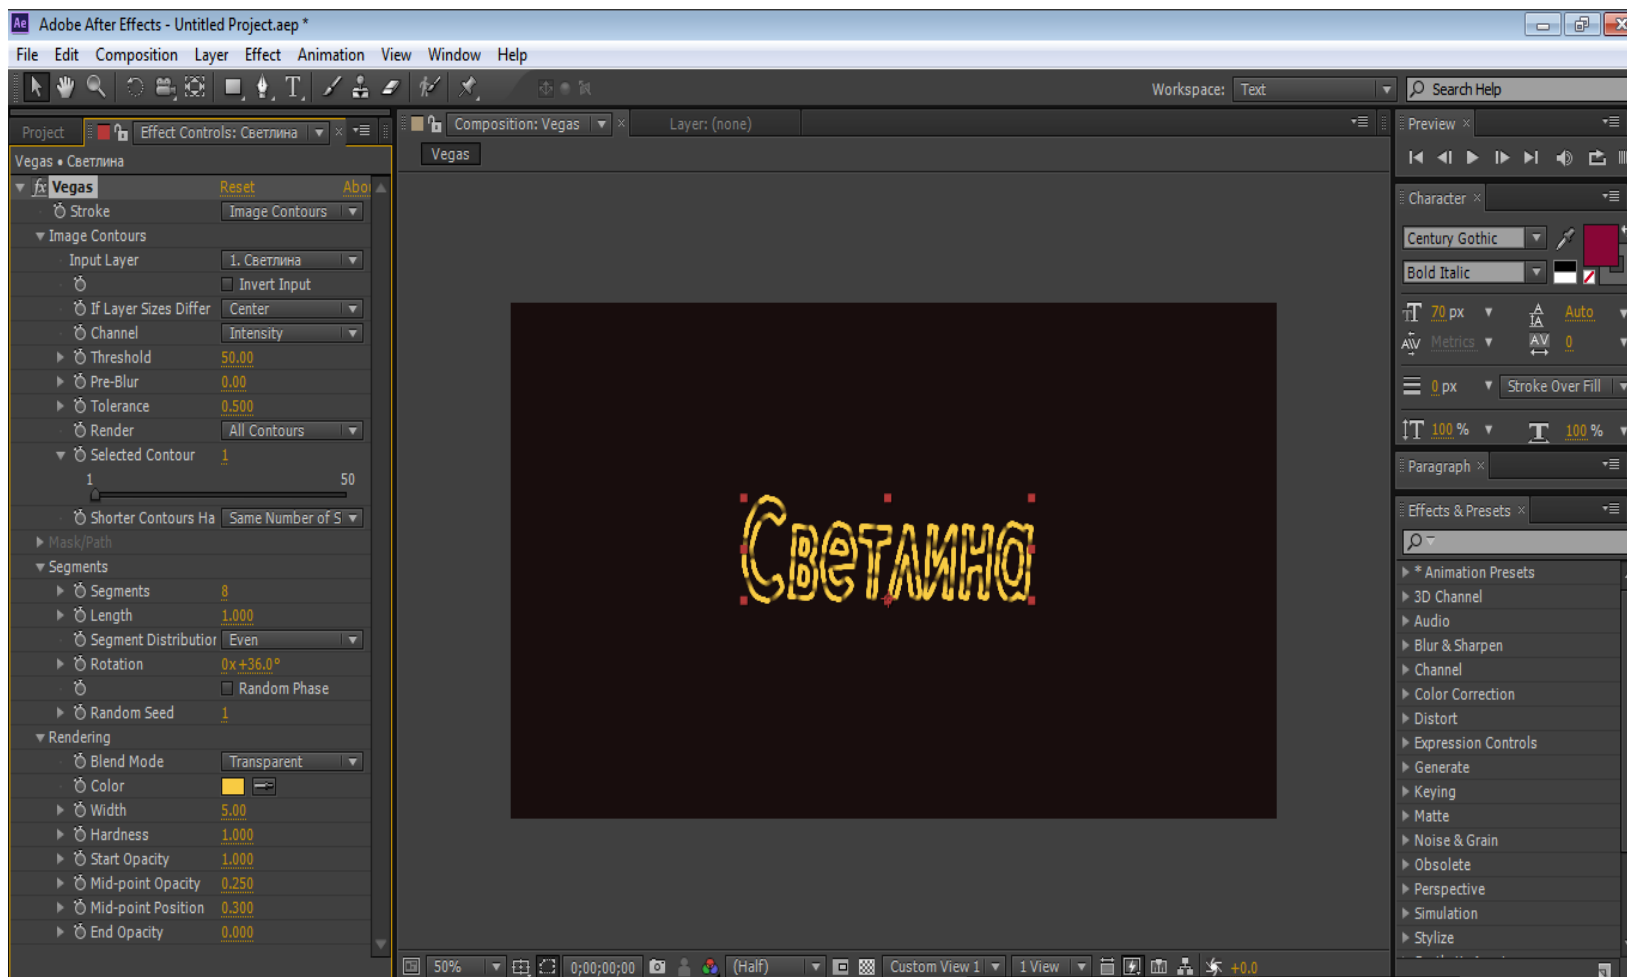 Ae Adobe After Effects - Untitled Project.aep *
File Edit Composition Layer Effect Animation View Window Help
Workspace: Text Search Help
Project Effect Controls: Светлина
Composition: Vegas Layer: (none)
Preview
Vegas • Светлина
Vegas
fx Vegas Reset
Stroke Image Contours
Image Contours
Input Layer 1. Светлина
Invert Input
If Layer Sizes Differ Center
Channel Intensity
Threshold 50.00
Pre-Blur 0.00
Tolerance 0.500
Render All Contours
Selected Contour 1
1 50
Shorter Contours Ha Same Number of S
Mask/Path
Segments
Segments 8
Length 1.000
Segment Distribution Even
Rotation 0x+36.0°
Random Phase
Random Seed 1
Rendering
Blend Mode Transparent
Color
Width 5.00
Hardness 1.000
Start Opacity 1.000
Mid-point Opacity 0.250
Mid-point Position 0.300
End Opacity 0.000
Светлина
50% 0;00;00;00 (Half) Custom View 1 1 View +0.0
Character
Century Gothic
Bold Italic
70 px Auto
Metrics 0
0 px Stroke Over Fill
100 % 100 %
Paragraph
Effects & Presets
* Animation Presets
3D Channel
Audio
Blur & Sharpen
Channel
Color Correction
Distort
Expression Controls
Generate
Keying
Matte
Noise & Grain
Obsolete
Perspective
Simulation
Stylize